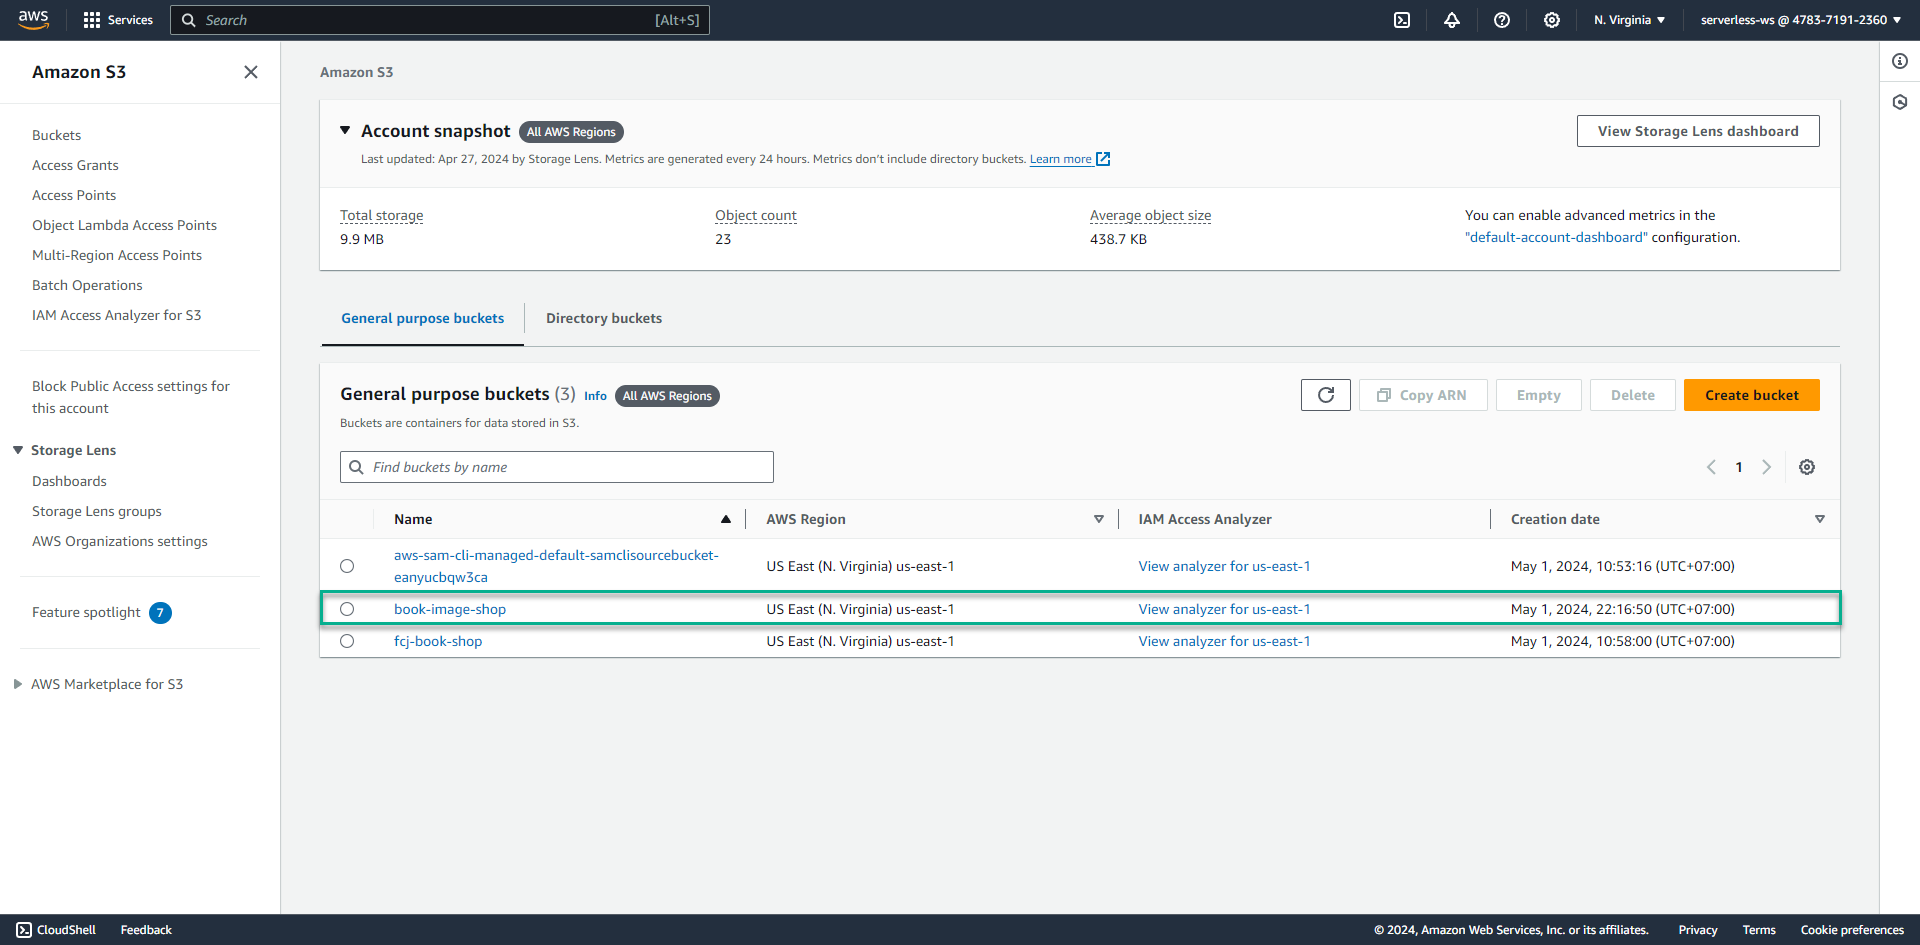 aws
Services
Search
[Alt+S]
N. Virginia
serverless-ws @ 4783-7191-2360
Amazon S3
Buckets
Access Grants
Access Points
Object Lambda Access Points
Multi-Region Access Points
Batch Operations
IAM Access Analyzer for S3
Block Public Access settings for
this account
Storage Lens
Dashboards
Storage Lens groups
AWS Organizations settings
Feature spotlight 7
AWS Marketplace for S3
Amazon S3
Account snapshot All AWS Regions
View Storage Lens dashboard
Last updated: Apr 27, 2024 by Storage Lens. Metrics are generated every 24 hours. Metrics don't include directory buckets. Learn more
Total storage
9.9 MB
Object count
23
Average object size
438.7 KB
You can enable advanced metrics in the
"default-account-dashboard" configuration.
General purpose buckets
Directory buckets
General purpose buckets (3) Info All AWS Regions
Copy ARN
Empty
Delete
Create bucket
Buckets are containers for data stored in S3.
Find buckets by name
1
Name
AWS Region
IAM Access Analyzer
Creation date
aws-sam-cli-managed-default-samclisourcebucket-
eanyucbqw3ca
US East (N. Virginia) us-east-1
View analyzer for us-east-1
May 1, 2024, 10:53:16 (UTC+07:00)
book-image-shop
US East (N. Virginia) us-east-1
View analyzer for us-east-1
May 1, 2024, 22:16:50 (UTC+07:00)
fcj-book-shop
US East (N. Virginia) us-east-1
View analyzer for us-east-1
May 1, 2024, 10:58:00 (UTC+07:00)
CloudShell
Feedback
© 2024, Amazon Web Services, Inc. or its affiliates.
Privacy
Terms
Cookie preferences